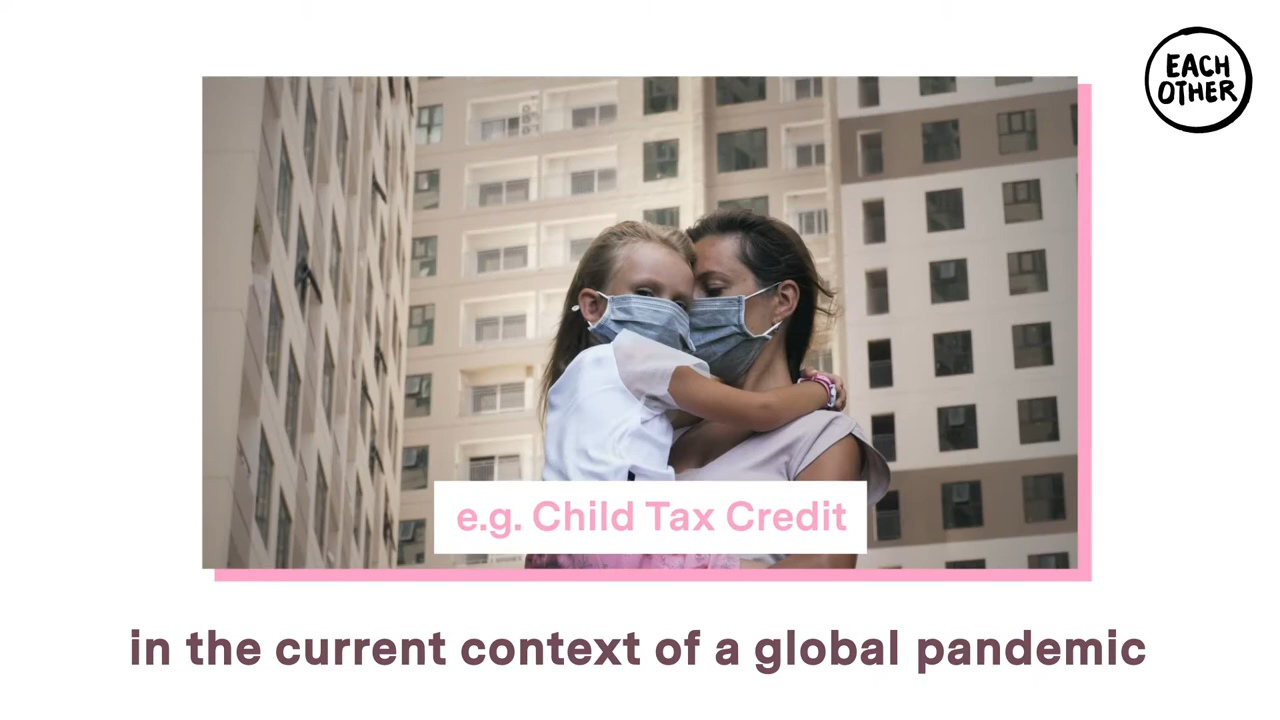 EACH
OTHER
e.g. Child Tax Credit
in the current context of a global pandemic